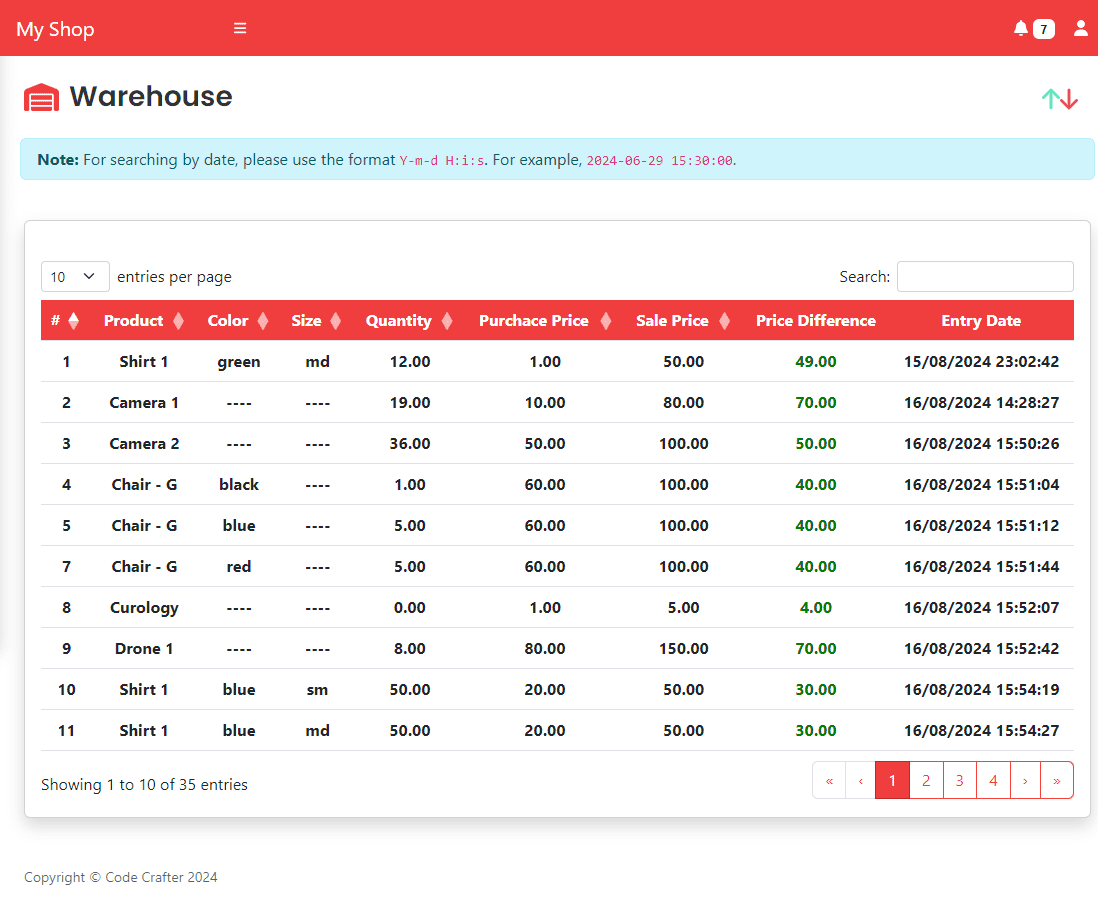 My Shop 7
Warehouse
Note: For searching by date, please use the format Y-m-d H:i:s. For example, 2024-06-29 15:30:00.
10 entries per page Search:
# Product Color Size Quantity Purchace Price Sale Price Price Difference Entry Date
1 Shirt 1 green md 12.00 1.00 50.00 49.00 15/08/2024 23:02:42
2 Camera 1 ---- ---- 19.00 10.00 80.00 70.00 16/08/2024 14:28:27
3 Camera 2 ---- ---- 36.00 50.00 100.00 50.00 16/08/2024 15:50:26
4 Chair - G black ---- 1.00 60.00 100.00 40.00 16/08/2024 15:51:04
5 Chair - G blue ---- 5.00 60.00 100.00 40.00 16/08/2024 15:51:12
7 Chair - G red ---- 5.00 60.00 100.00 40.00 16/08/2024 15:51:44
8 Curology ---- ---- 0.00 1.00 5.00 4.00 16/08/2024 15:52:07
9 Drone 1 ---- ---- 8.00 80.00 150.00 70.00 16/08/2024 15:52:42
10 Shirt 1 blue sm 50.00 20.00 50.00 30.00 16/08/2024 15:54:19
11 Shirt 1 blue md 50.00 20.00 50.00 30.00 16/08/2024 15:54:27
Showing 1 to 10 of 35 entries « ‹ 1 2 3 4 › »
Copyright © Code Crafter 2024